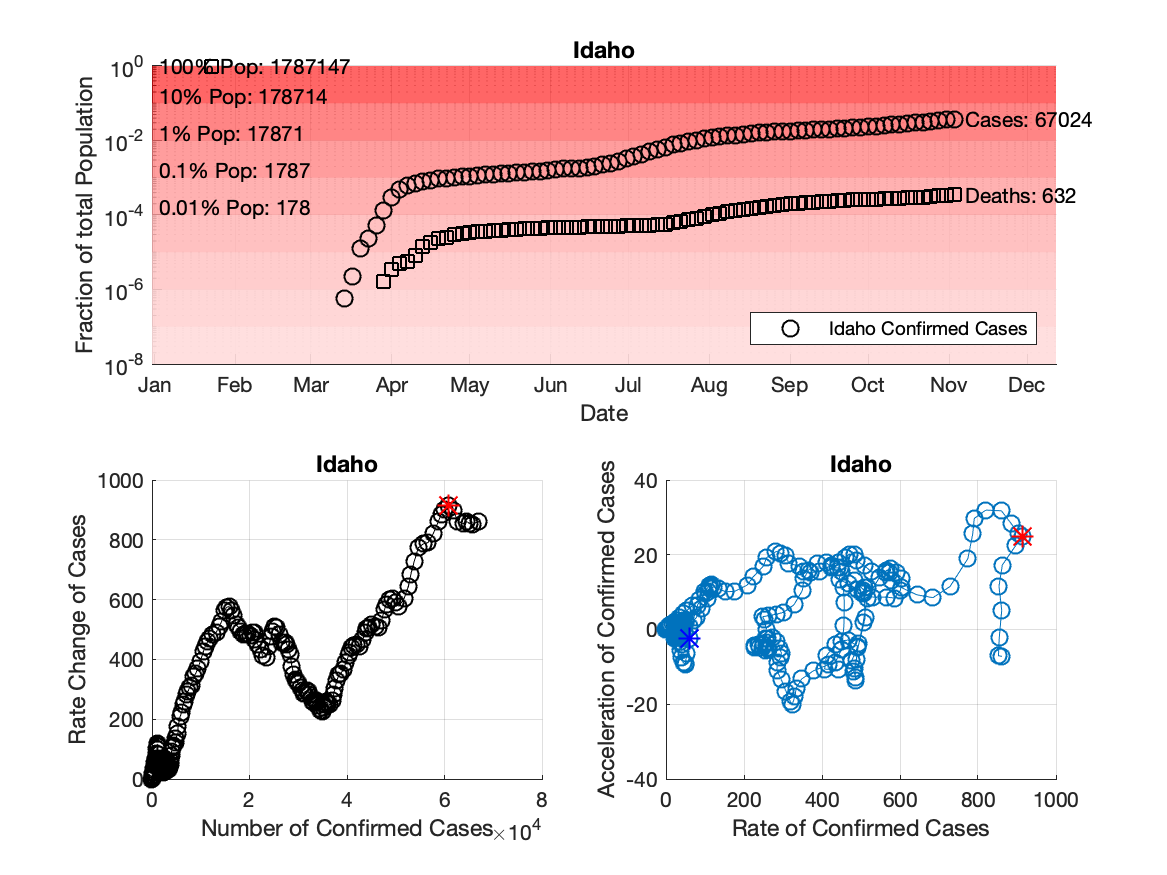 Idaho
10^0
10^-2
10^-4
10^-6
10^-8
Fraction of total Population
100% Pop: 1787147
10% Pop: 178714
1% Pop: 17871
0.1% Pop: 1787
0.01% Pop: 178
Cases: 67024
Deaths: 632
Idaho Confirmed Cases
Jan Feb Mar Apr May Jun Jul Aug Sep Oct Nov Dec
Date
Idaho
1000
800
600
400
200
0
Rate Change of Cases
0 2 4 6 8
Number of Confirmed Cases ×10^4
Idaho
40
20
0
-20
-40
Acceleration of Confirmed Cases
0 200 400 600 800 1000
Rate of Confirmed Cases